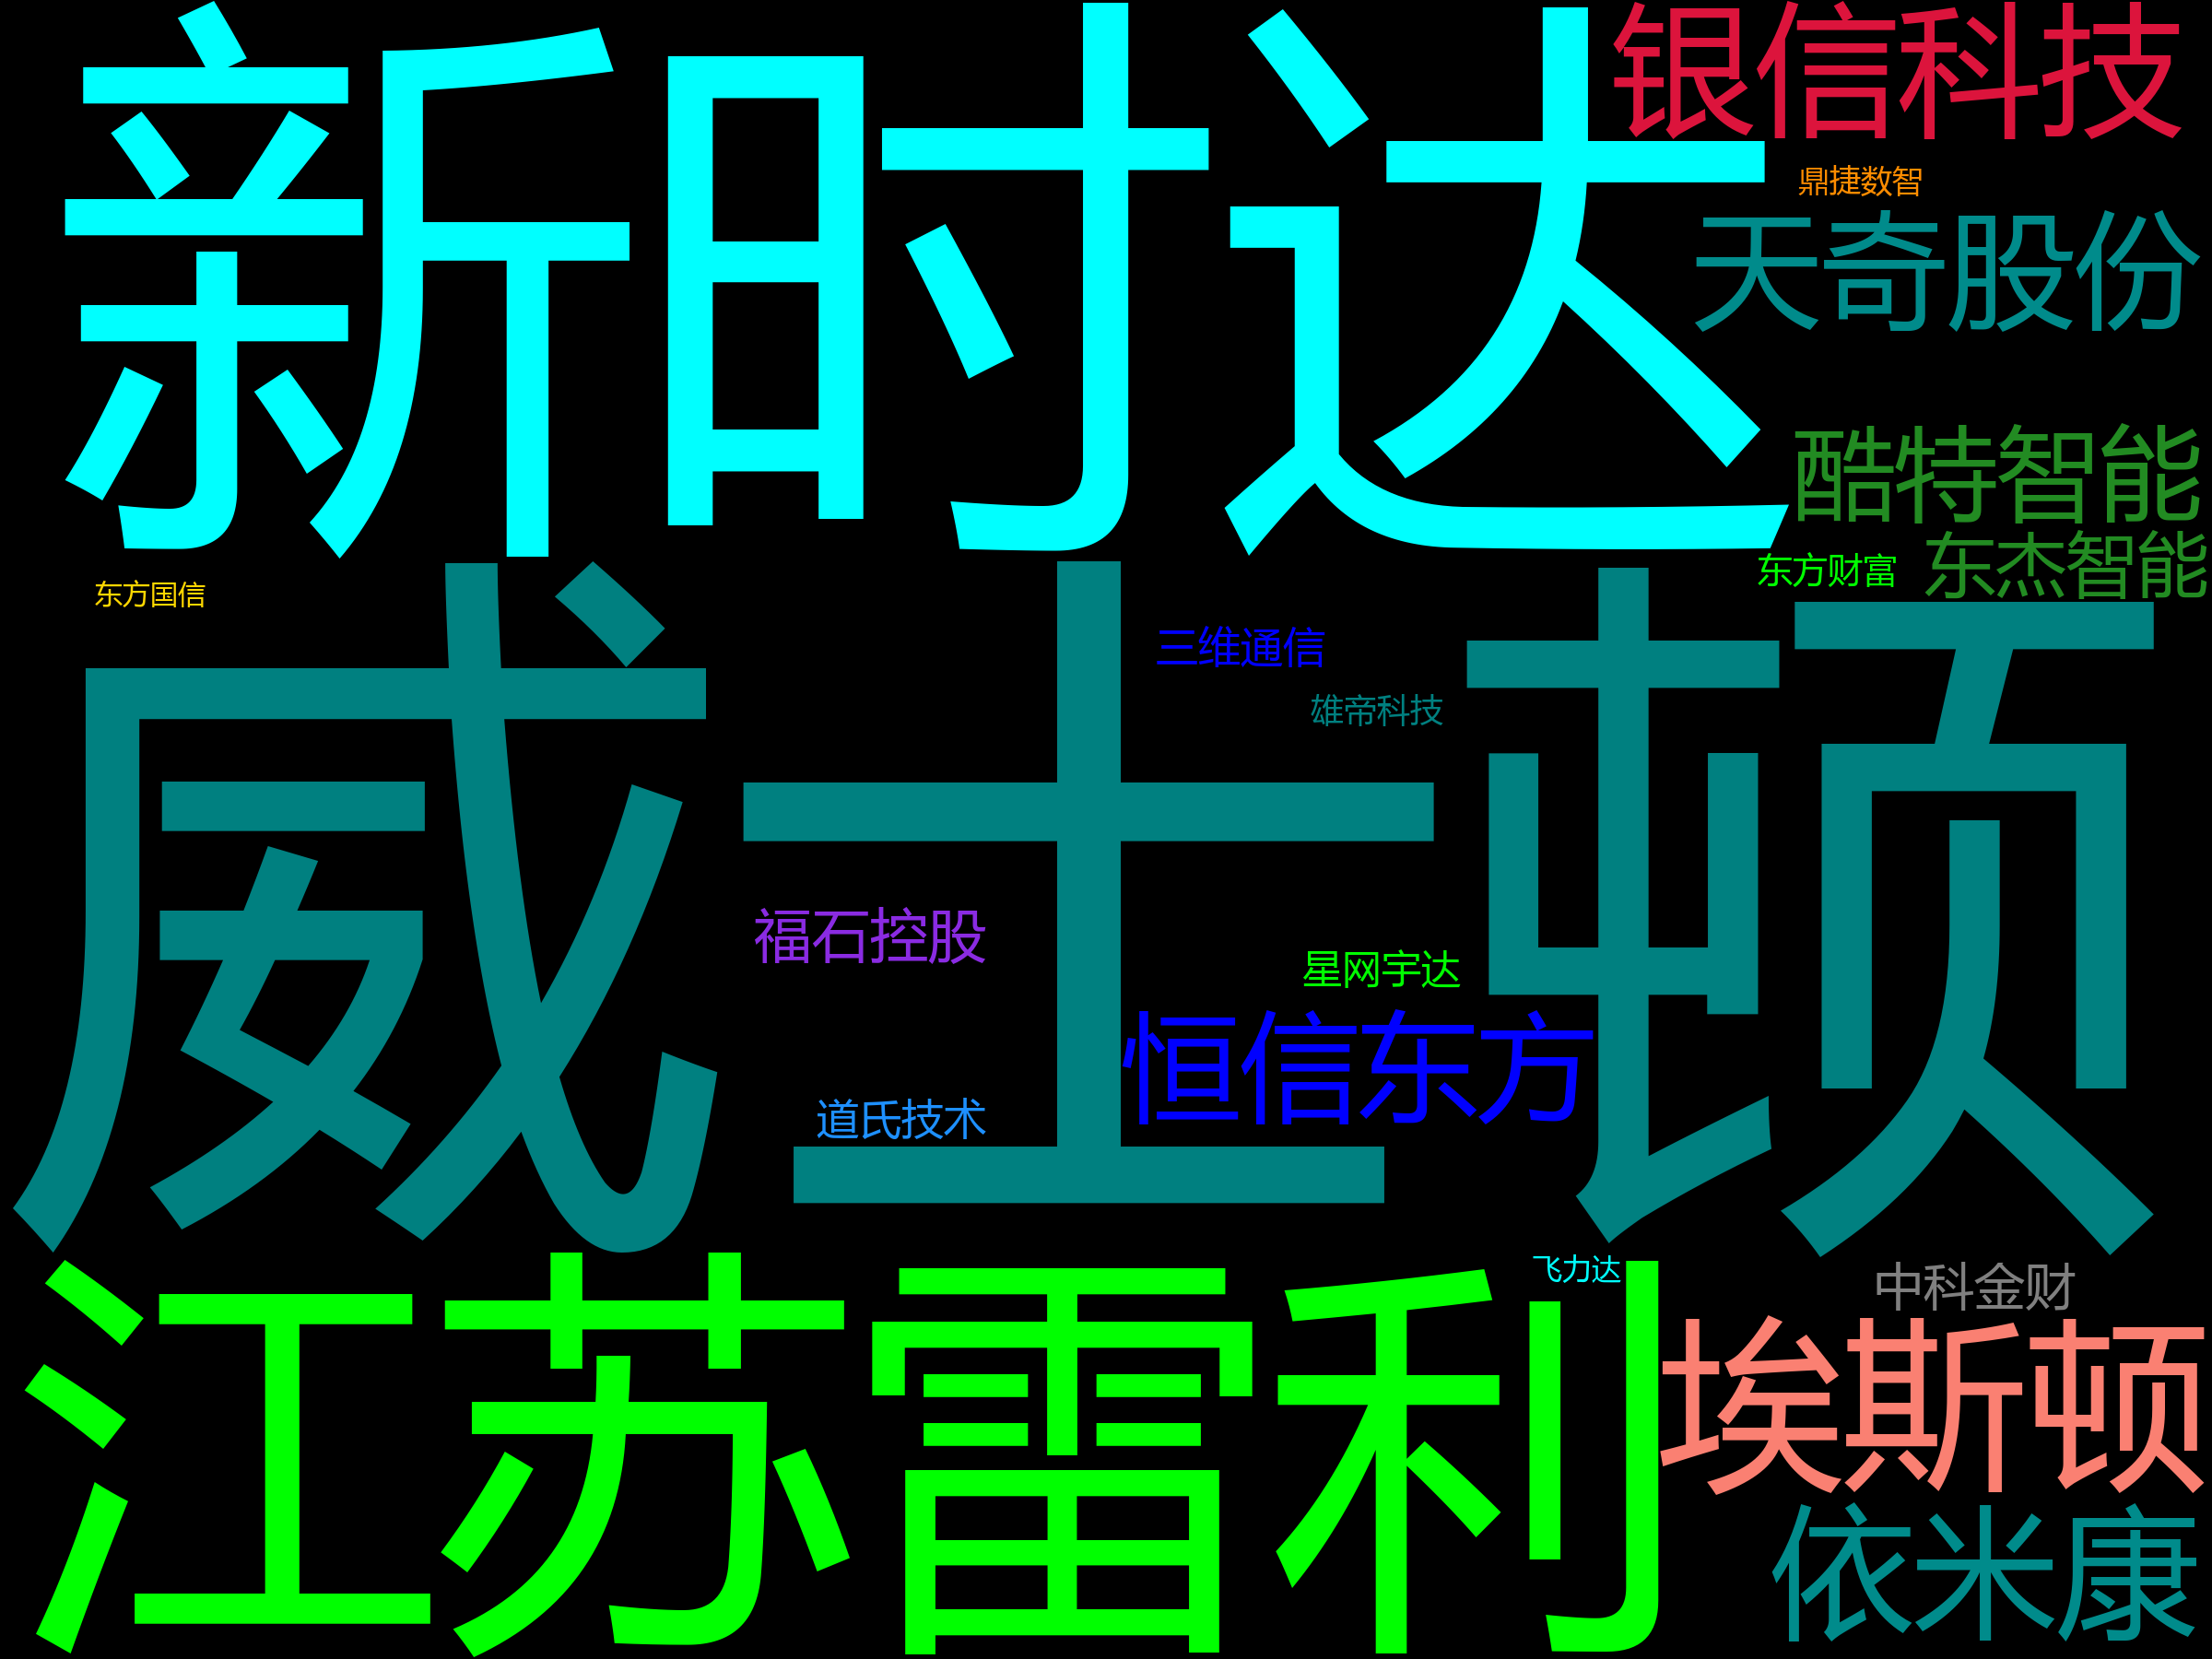 新时达
银信科技
鼎捷数智
天奇股份
酷特智能
东杰智能
东方财富
东方国信
三维通信
雄帝科技
威士顿
福石控股
星网宇达
恒信东方
道氏技术
飞力达
中科金财
江苏雷利
埃斯顿
依米康